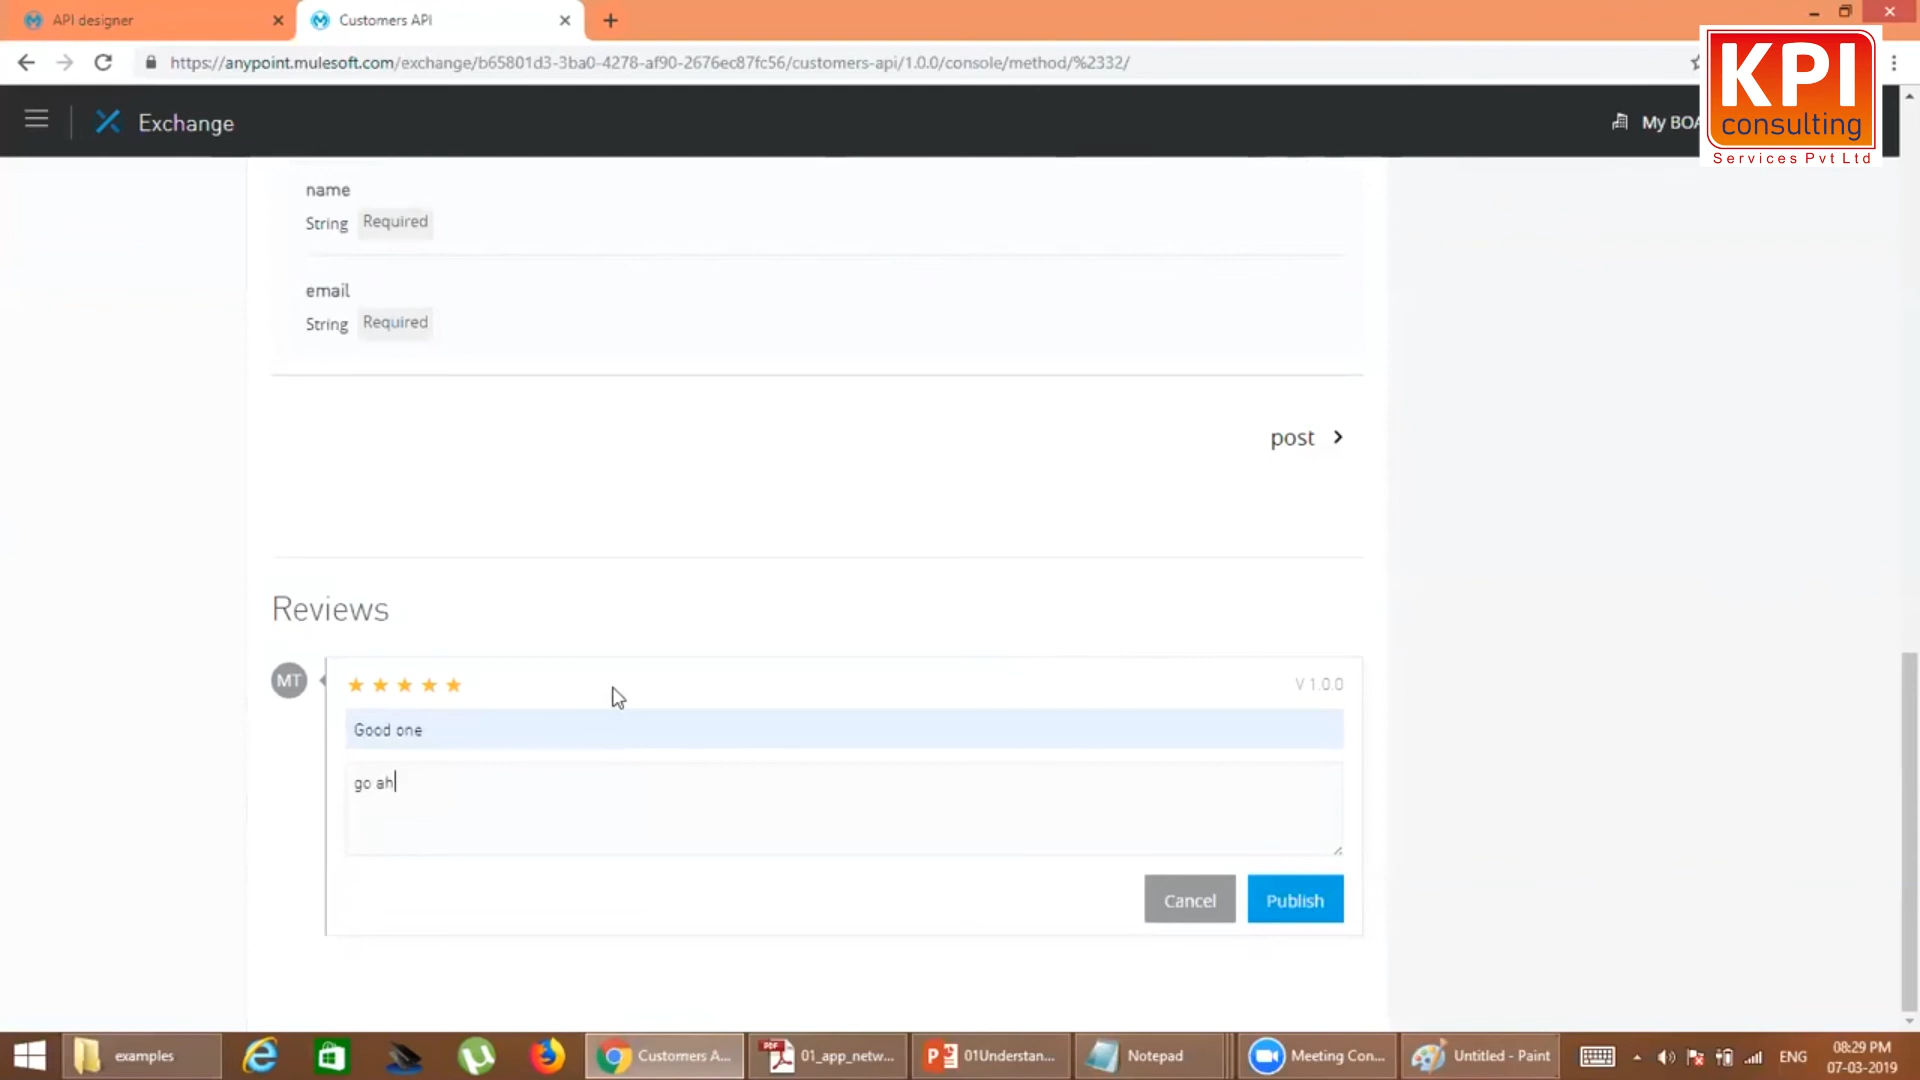 API designer
Customers API
https://anypoint.mulesoft.com/exchange/b65801d3-3ba0-4278-af90-2676ec87fc56/customers-api/1.0.0/console/method/%2332/
KPI
consulting
Services Pvt Ltd
Exchange
My BOA
name
String Required
email
String Required
post
Reviews
MT
V 1.0.0
Good one
go ah
Cancel
Publish
examples
Customers A...
PDF
01_app_netw...
01Understan...
Notepad
Meeting Con...
Untitled - Paint
ENG
08:29 PM
07-03-2019